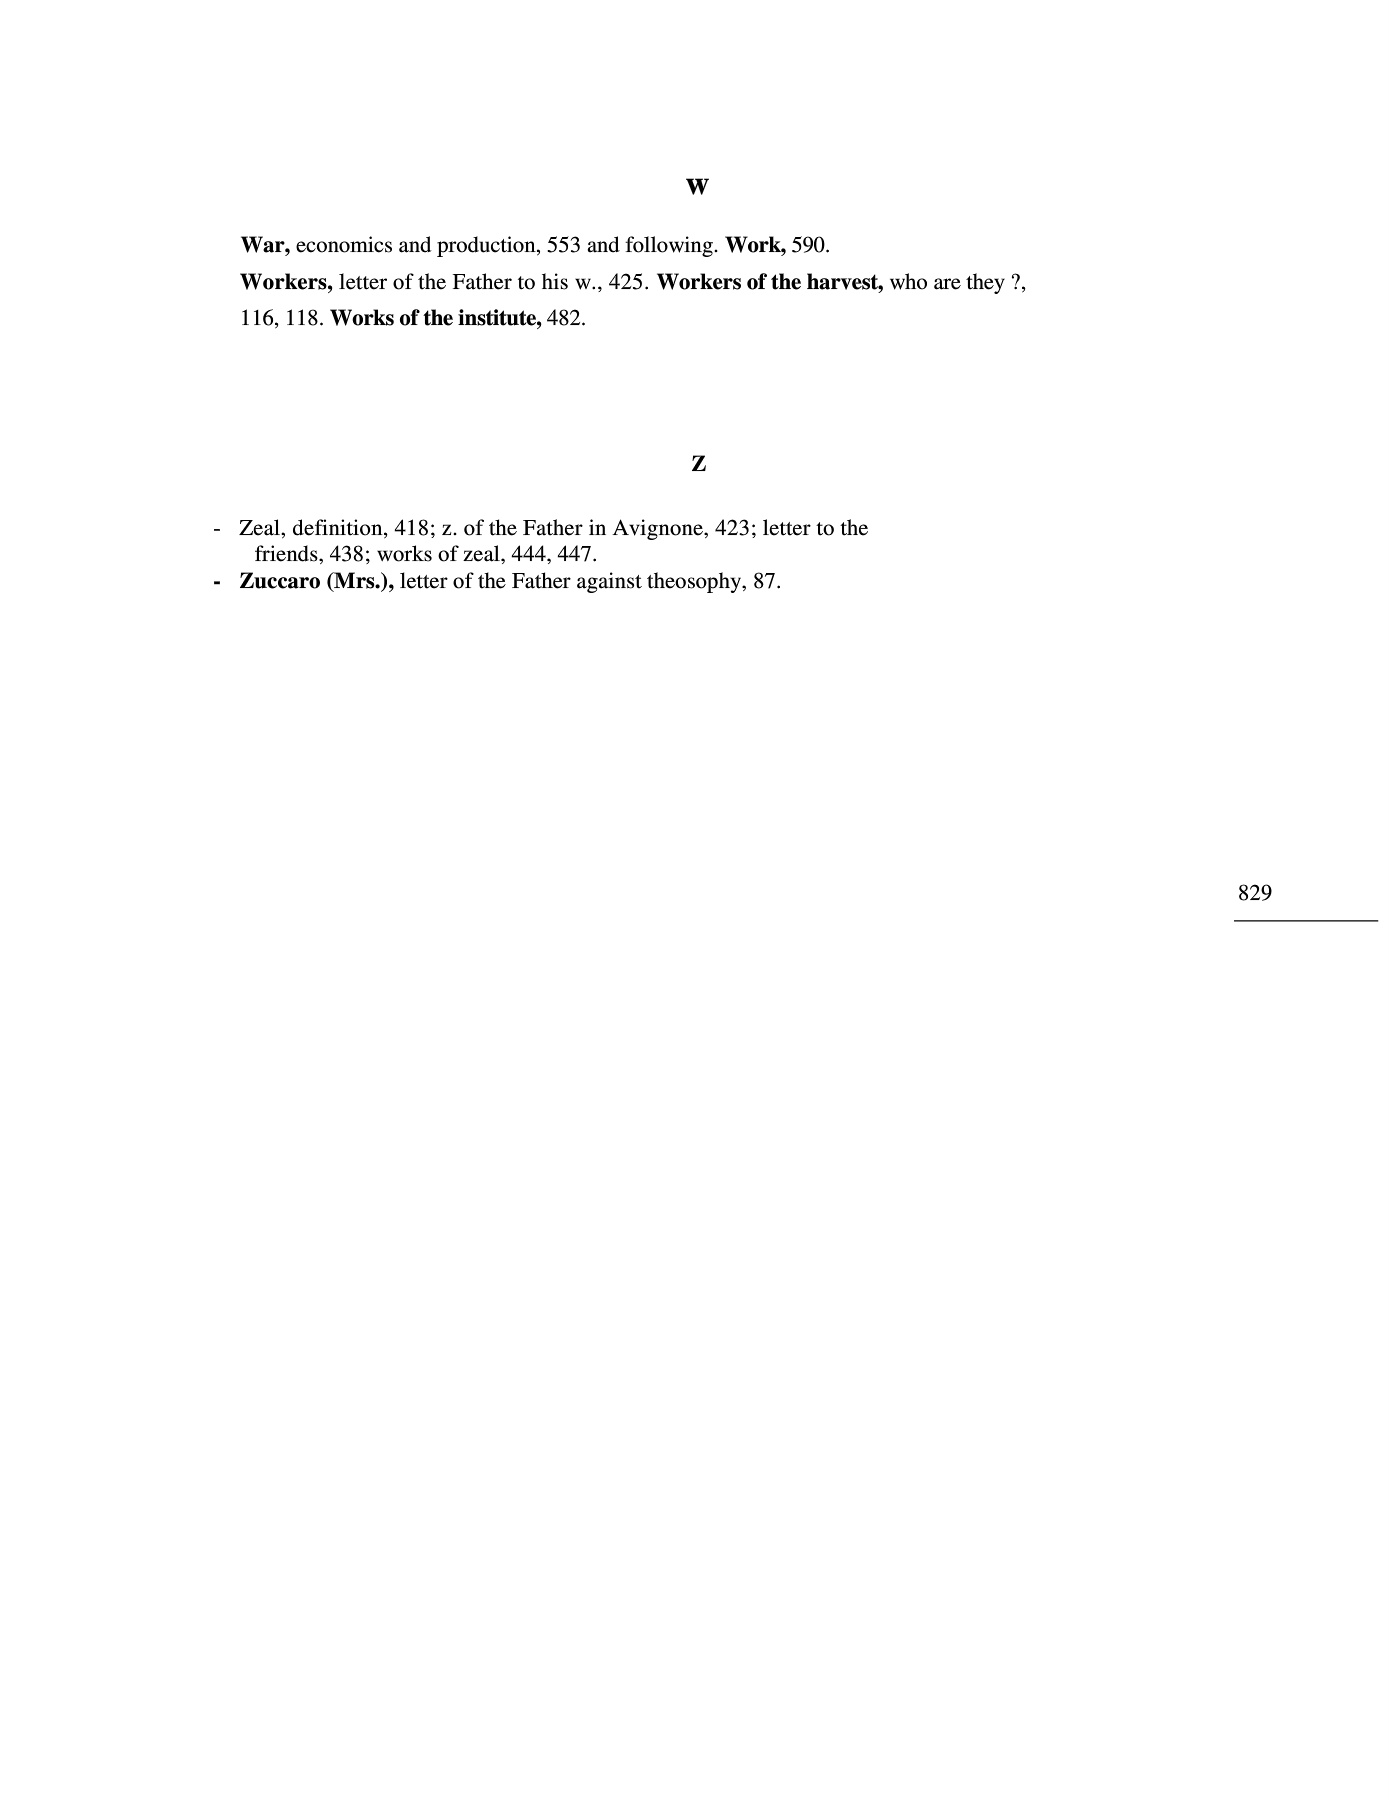 W
War, economics and production, 553 and following. Work, 590.
Workers, letter of the Father to his w., 425. Workers of the harvest, who are they ?,
116, 118. Works of the institute, 482.
Z
- Zeal, definition, 418; z. of the Father in Avignone, 423; letter to the
friends, 438; works of zeal, 444, 447.
- Zuccaro (Mrs.), letter of the Father against theosophy, 87.
829